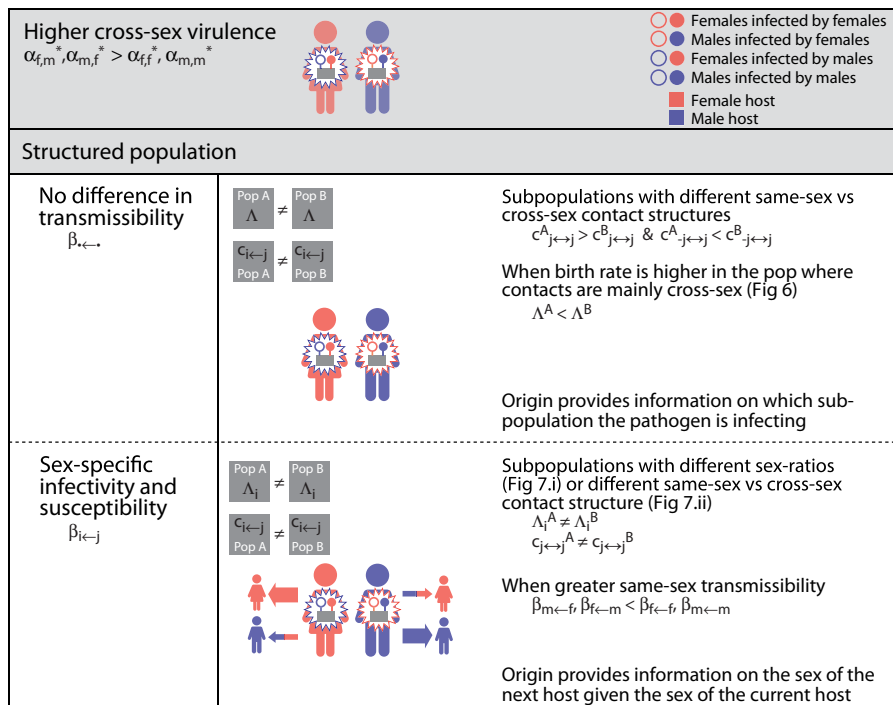 Higher cross-sex virulence
α_{f,m}*,α_{m,f}* > α_{f,f}*, α_{m,m}*
Females infected by females
Males infected by females
Females infected by males
Males infected by males
Female host
Male host
Structured population
No difference in
transmissibility
β_{•←•}
Pop A
Λ
≠
Pop B
Λ
c_{i←j}
Pop A
≠
c_{i←j}
Pop B
Subpopulations with different same-sex vs
cross-sex contact structures
c^A_{j↔j} > c^B_{j↔j} & c^A_{-j↔j} < c^B_{-j↔j}
When birth rate is higher in the pop where
contacts are mainly cross-sex (Fig 6)
Λ^A < Λ^B
Origin provides information on which sub-
population the pathogen is infecting
Sex-specific
infectivity and
susceptibility
β_{i←j}
Pop A
Λ_i
≠
Pop B
Λ_i
c_{i←j}
Pop A
≠
c_{i←j}
Pop B
Subpopulations with different sex-ratios
(Fig 7.i) or different same-sex vs cross-sex
contact structure (Fig 7.ii)
Λ_i^A ≠ Λ_i^B
c_{j↔j}^A ≠ c_{j↔j}^B
When greater same-sex transmissibility
β_{m←f}, β_{f←m} < β_{f←f}, β_{m←m}
Origin provides information on the sex of the
next host given the sex of the current host